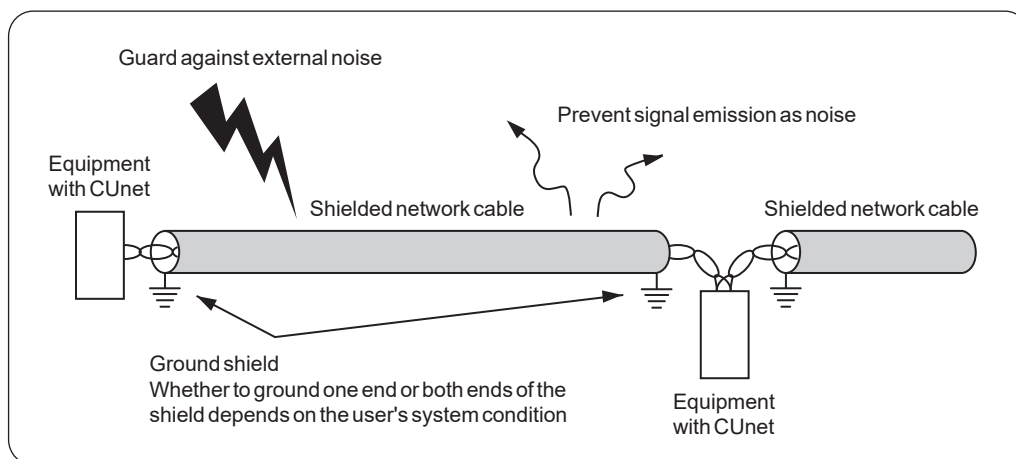 Guard against external noise
Prevent signal emission as noise
Equipment
with CUnet
Shielded network cable
Shielded network cable
Ground shield
Whether to ground one end or both ends of the
shield depends on the user's system condition
Equipment
with CUnet